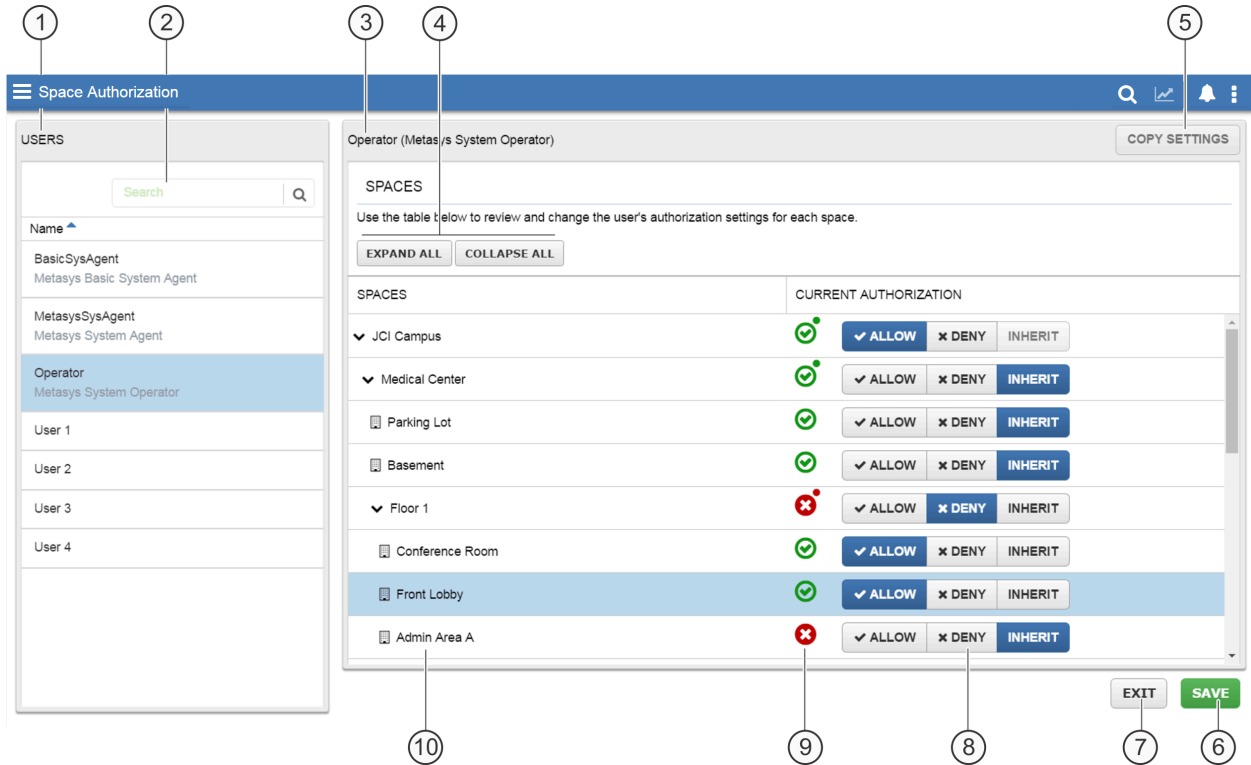 1 2 3 4 5
Space Authorization
USERS
Search
Name
BasicSysAgent
Metasys Basic System Agent
MetasysSysAgent
Metasys System Agent
Operator
Metasys System Operator
User 1
User 2
User 3
User 4
Operator (Metasys System Operator)
COPY SETTINGS
SPACES
Use the table below to review and change the user's authorization settings for each space.
EXPAND ALL COLLAPSE ALL
SPACES CURRENT AUTHORIZATION
JCI Campus ALLOW DENY INHERIT
Medical Center ALLOW DENY INHERIT
Parking Lot ALLOW DENY INHERIT
Basement ALLOW DENY INHERIT
Floor 1 ALLOW DENY INHERIT
Conference Room ALLOW DENY INHERIT
Front Lobby ALLOW DENY INHERIT
Admin Area A ALLOW DENY INHERIT
EXIT SAVE
10 9 8 7 6